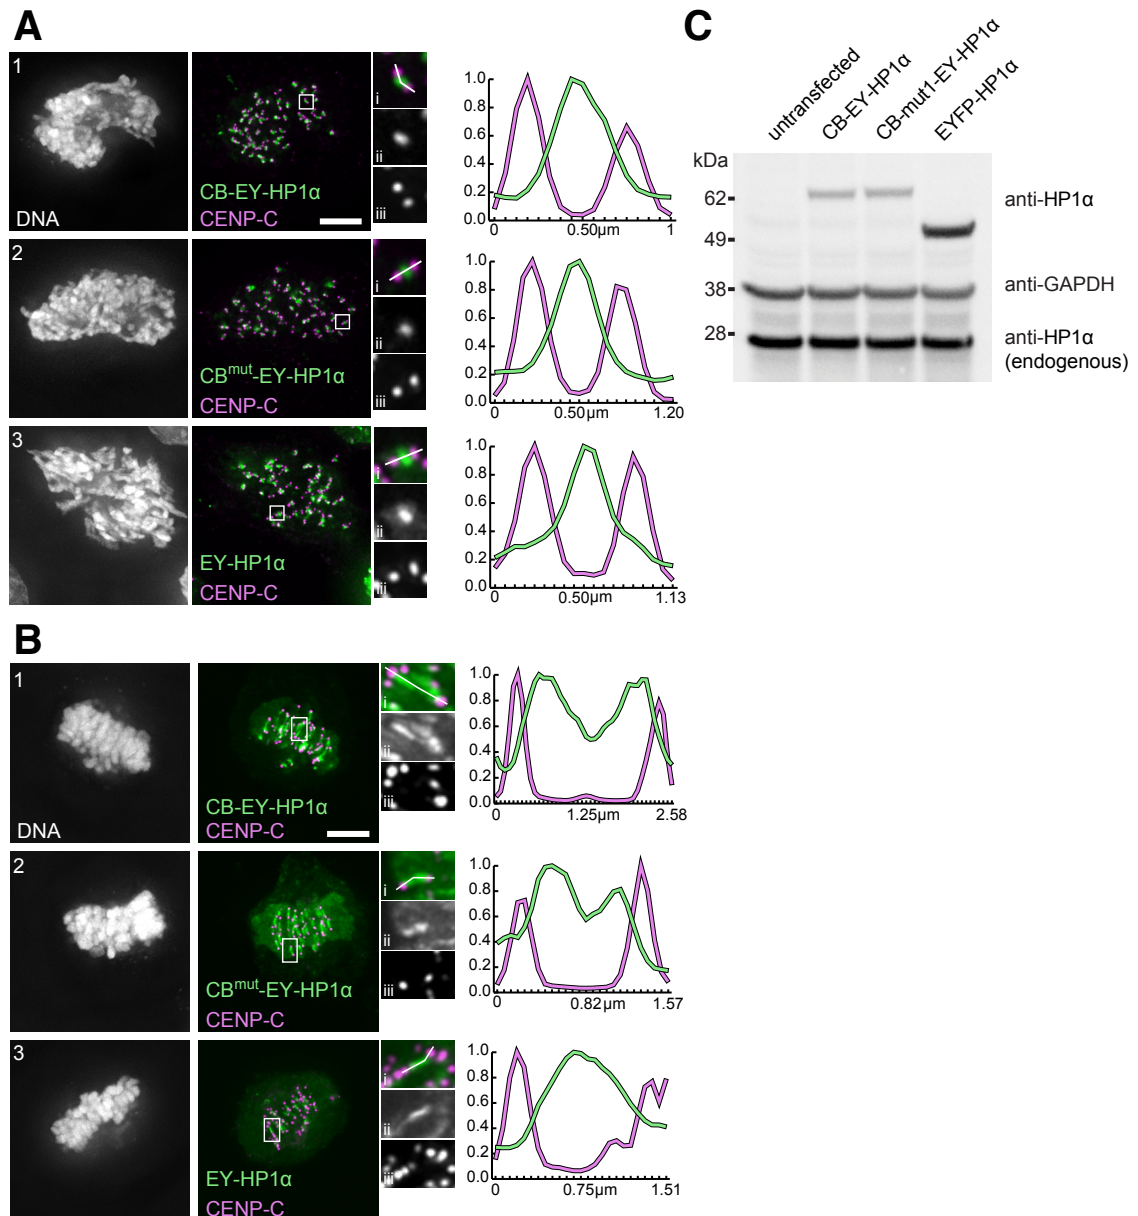 A
1
DNA
CB-EY-HP1α
CENP-C
i
ii
iii
1.0
0.8
0.6
0.4
0.2
0.0
0 0.50µm 1
2
CBmut-EY-HP1α
CENP-C
i
ii
iii
1.0
0.8
0.6
0.4
0.2
0.0
0 0.50µm 1.20
3
EY-HP1α
CENP-C
i
ii
iii
1.0
0.8
0.6
0.4
0.2
0.0
0 0.50µm 1.13
B
1
DNA
CB-EY-HP1α
CENP-C
i
ii
iii
1.0
0.8
0.6
0.4
0.2
0.0
0 1.25µm 2.58
2
CBmut-EY-HP1α
CENP-C
i
ii
iii
1.0
0.8
0.6
0.4
0.2
0.0
0 0.82µm 1.57
3
EY-HP1α
CENP-C
i
ii
iii
1.0
0.8
0.6
0.4
0.2
0.0
0 0.75µm 1.51
C
untransfected
CB-EY-HP1α
CB-mut1-EY-HP1α
EYFP-HP1α
kDa
62
49
38
28
anti-HP1α
anti-GAPDH
anti-HP1α
(endogenous)